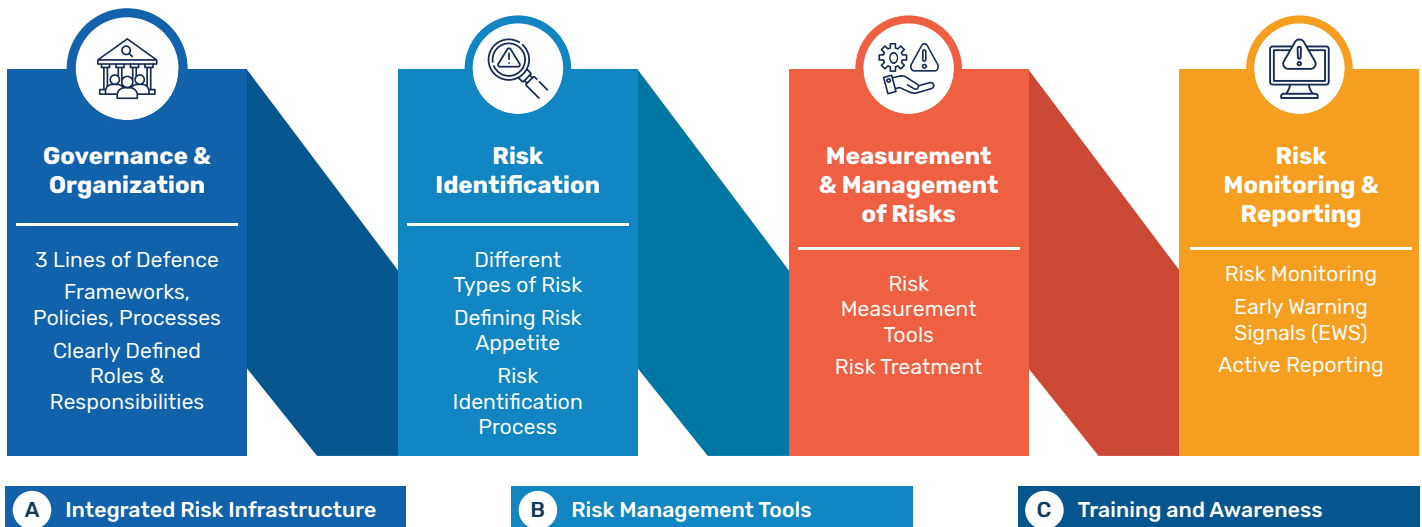 Governance &
Organization
3 Lines of Defence
Frameworks,
Policies, Processes
Clearly Defined
Roles &
Responsibilities
Risk
Identification
Different
Types of Risk
Defining Risk
Appetite
Risk
Identification
Process
Measurement
& Management
of Risks
Risk
Measurement
Tools
Risk Treatment
Risk
Monitoring &
Reporting
Risk Monitoring
Early Warning
Signals (EWS)
Active Reporting
A Integrated Risk Infrastructure
B Risk Management Tools
C Training and Awareness